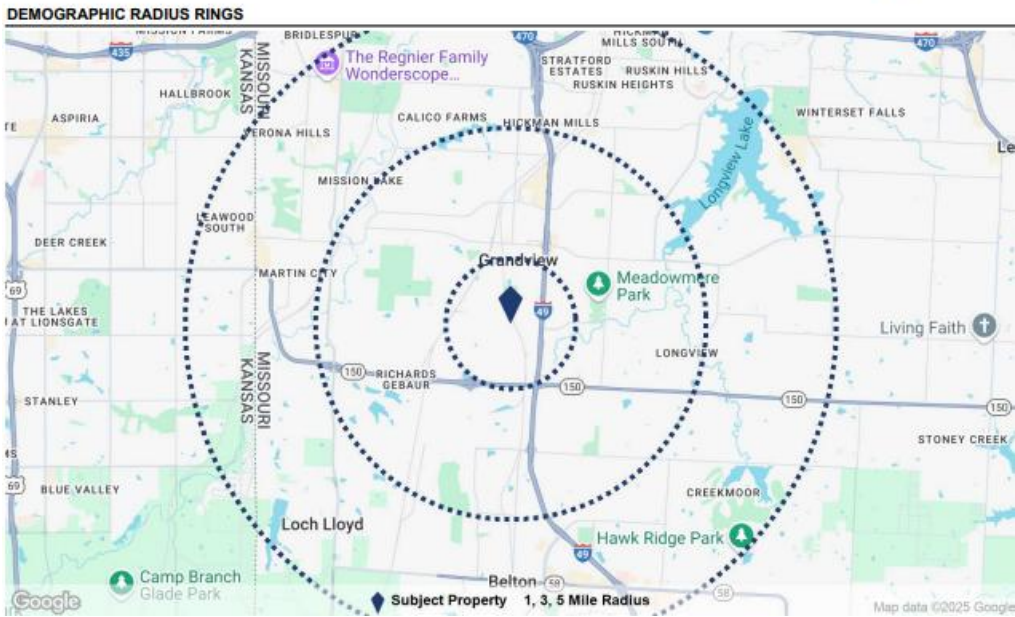 DEMOGRAPHIC RADIUS RINGS
435
MISSOURI
KANSAS
BRIDLESPUR
The Regnier Family
Wonderscope...
470
HICKMAN
MILLS SOUTH
470
STRATFORD
ESTATES
RUSKIN HILLS
RUSKIN HEIGHTS
HALLBROOK
ASPIRIA
CALICO FARMS
HICKMAN MILLS
WINTERSET FALLS
VERONA HILLS
Le
MISSION LAKE
Longview Lake
LEAWOOD
SOUTH
DEER CREEK
Grandview
MARTIN CITY
Meadowmere
Park
69
THE LAKES
AT LIONSGATE
49
Living Faith
LONGVIEW
MISSOURI
KANSAS
150
RICHARDS
GEBAUR
150
150
150
STANLEY
STONEY CREEK
69
BLUE VALLEY
CREEKMOOR
Loch Lloyd
Hawk Ridge Park
49
Camp Branch
Glade Park
Belton
58
58
Google
Subject Property 1, 3, 5 Mile Radius
Map data ©2025 Google